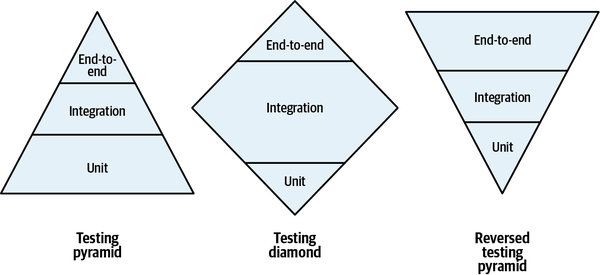 End-to-
end
Integration
Unit
Testing
pyramid
End-to-end
Integration
Unit
Testing
diamond
End-to-end
Integration
Unit
Reversed
testing
pyramid